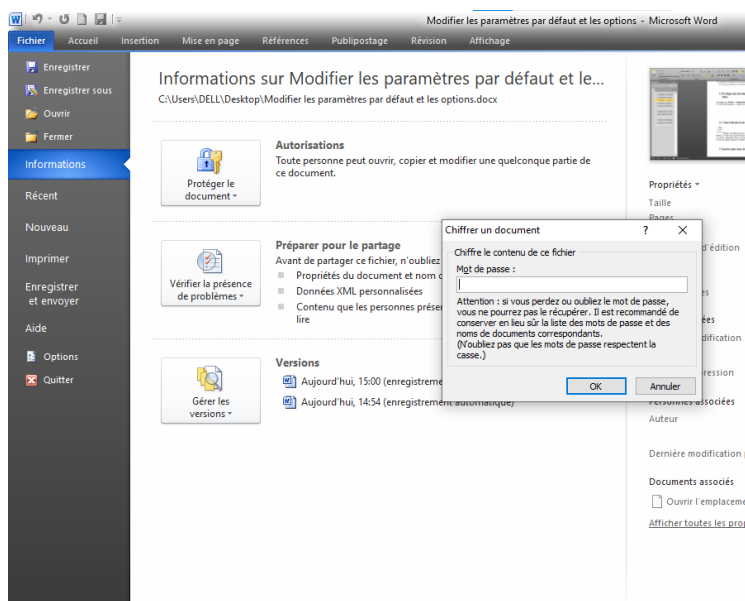 Modifier les paramètres par défaut et les options - Microsoft Word
Fichier Accueil Insertion Mise en page Références Publipostage Révision Affichage
Enregistrer
Enregistrer sous
Ouvrir
Fermer
Informations
Récent
Nouveau
Imprimer
Enregistrer
et envoyer
Aide
Options
Quitter
Informations sur Modifier les paramètres par défaut et le...
C:\Users\DELL\Desktop\Modifier les paramètres par défaut et les options.docx
Protéger le
document
Autorisations
Toute personne peut ouvrir, copier et modifier une quelconque partie de
ce document.
Vérifier la présence
de problèmes
Préparer pour le partage
Avant de partager ce fichier, n'oubliez
Propriétés du document et nom
Données XML personnalisées
Contenu que les personnes
lire
Gérer les
versions
Versions
Aujourd'hui, 15:00 (enregistreme
Aujourd'hui, 14:54 (enregistrement automatique)
Chiffrer un document ?
Chiffre le contenu de ce fichier
Mot de passe :
Attention : si vous perdez ou oubliez le mot de passe,
vous ne pourrez pas le récupérer. Il est recommandé de
conserver en lieu sûr la liste des mots de passe et des
noms de documents correspondants.
(N'oubliez pas que les mots de passe respectent la
casse.)
OK Annuler
Propriétés
Taille
Pages
d'édition
dification
ression
Personnes associées
Auteur
Dernière modification
Documents associés
Ouvrir l'emplaceme
Afficher toutes les pro